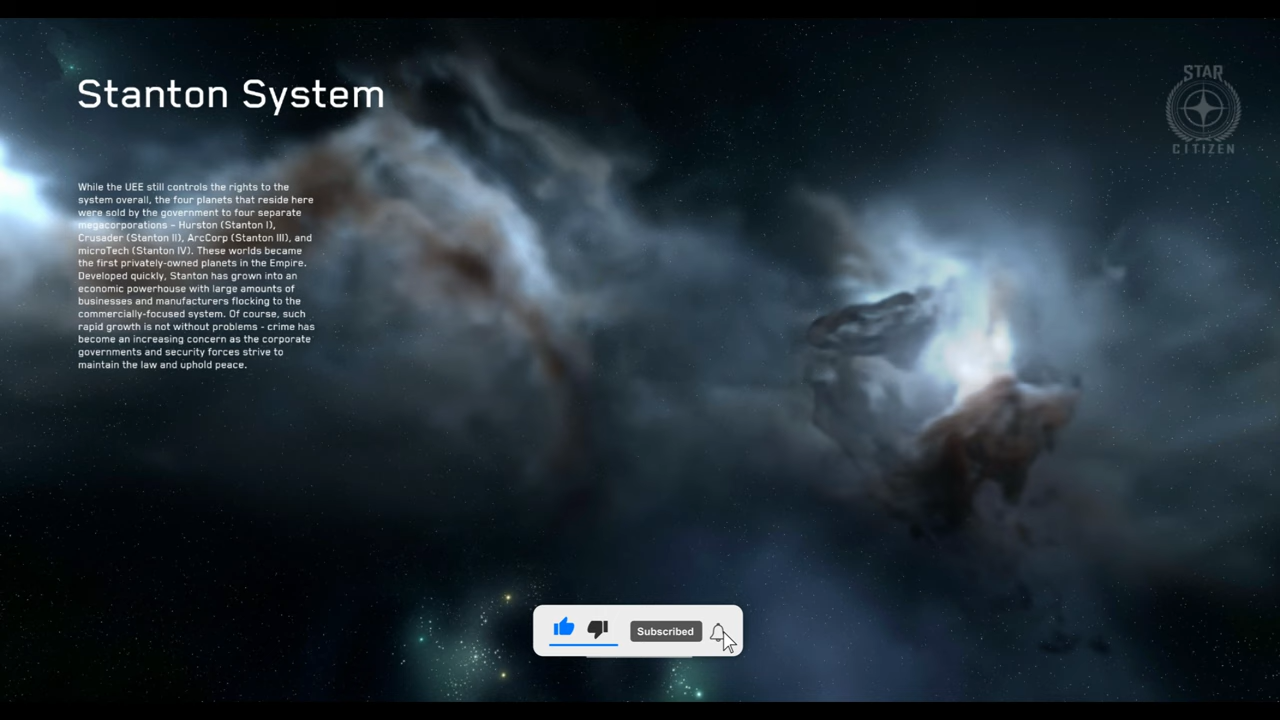 Stanton System
STAR
CITIZEN
While the UEE still controls the rights to the
system overall, the four planets that reside here
were sold by the government to four separate
megacorporations - Hurston (Stanton I),
Crusader (Stanton II), ArcCorp (Stanton III), and
microTech (Stanton IV). These worlds became
the first privately-owned planets in the Empire.
Developed quickly, Stanton has grown into an
economic powerhouse with large amounts of
businesses and manufacturers flocking to the
commercially-focused system. Of course, such
rapid growth is not without problems - crime has
become an increasing concern as the corporate
governments and security forces strive to
maintain the law and uphold peace.
Subscribed